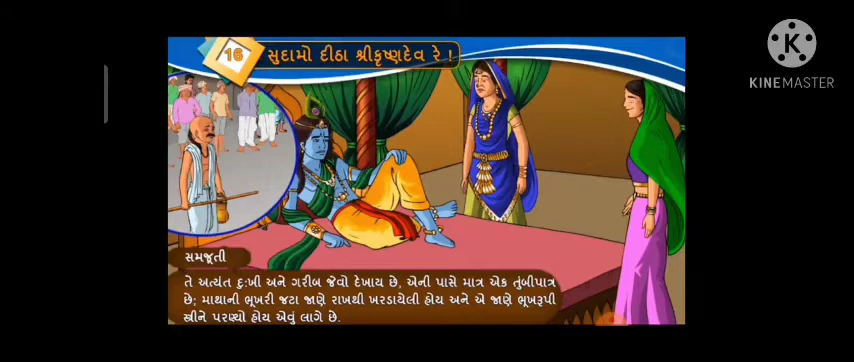 16 સુદામો દીઠા શ્રીકૃષ્ણદેવ રે !
K
KINEMASTER
સમજૂતી
તે અત્યંત દુઃખી અને ગરીબ જેવો દેખાય છે, એની પાસે માત્ર એક તુંબીપાત્ર
છે; માથાની ભૂખરી જટા જાણે રાખથી ખરડાયેલી હોય અને એ જાણે ભૂખરૂપી
સ્ત્રીને પરણ્યો હોય એવું લાગે છે.